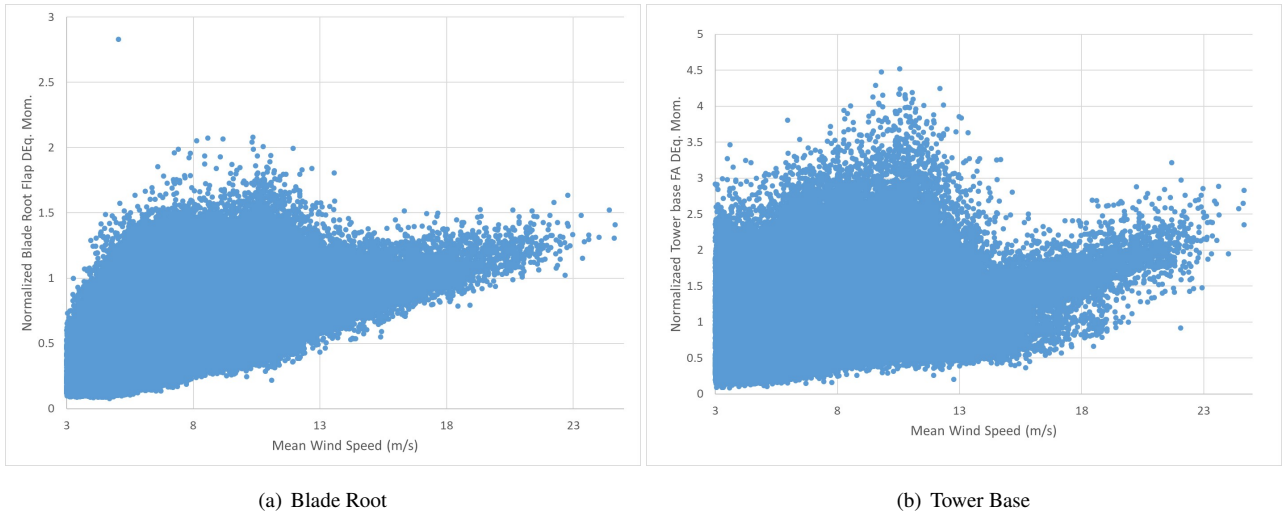 3
2.5
2
1.5
1
0.5
0
Normalized Blade Root Flap DEq. Mom.
3 8 13 18 23
Mean Wind Speed (m/s)
(a) Blade Root
5
4.5
4
3.5
3
2.5
2
1.5
1
0.5
0
Normalizaed Tower base FA DEq. Mom.
3 8 13 18 23
Mean Wind Speed (m/s)
(b) Tower Base